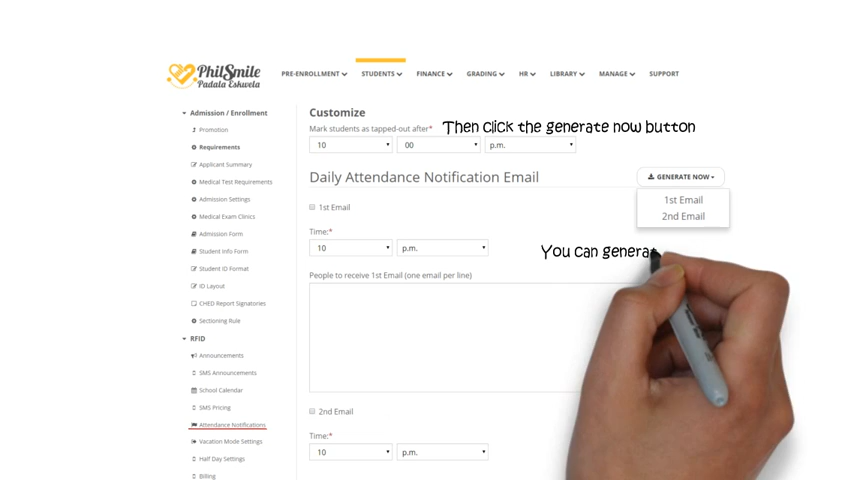 PhilSmile
Padala Eskwela
PRE-ENROLLMENT STUDENTS FINANCE GRADING HR LIBRARY MANAGE SUPPORT
Admission / Enrollment
Promotion
Requirements
Applicant Summary
Medical Test Requirements
Admission Settings
Medical Exam Clinics
Admission Form
Student Info Form
Student ID Format
ID Layout
CHED Report Signatories
Sectioning Rule
RFID
Announcements
SMS Announcements
School Calendar
SMS Pricing
Attendance Notifications
Vacation Mode Settings
Half Day Settings
Billing
Customize
Then click the generate now button
Mark students as tapped-out after*
10 00 p.m.
Daily Attendance Notification Email
GENERATE NOW
1st Email
2nd Email
1st Email
Time:*
10 p.m.
You can generat
People to receive 1st Email (one email per line)
2nd Email
Time:*
10 p.m.